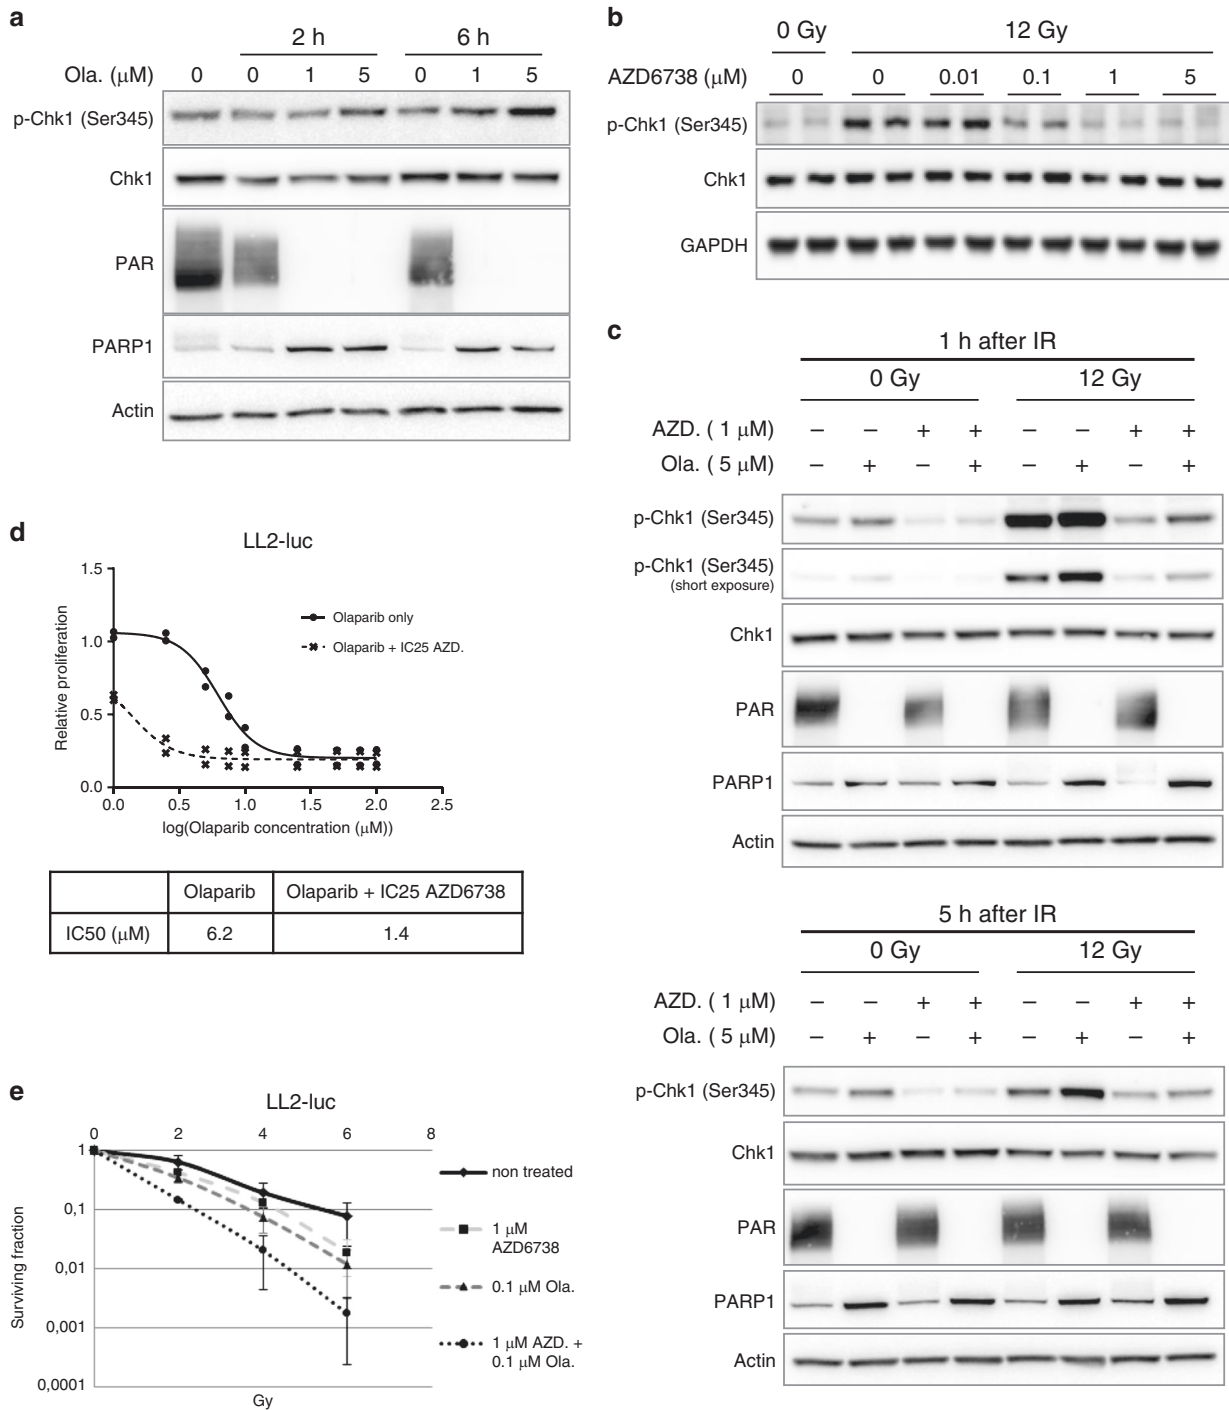 a
2 h 6 h
Ola. (μM) 0 0 1 5 0 1 5
p-Chk1 (Ser345)
Chk1
PAR
PARP1
Actin
b
0 Gy 12 Gy
AZD6738 (μM) 0 0 0.01 0.1 1 5
p-Chk1 (Ser345)
Chk1
GAPDH
c
1 h after IR
0 Gy 12 Gy
AZD. ( 1 μM) – – + + – – + +
Ola. ( 5 μM) – + – + – + – +
p-Chk1 (Ser345)
p-Chk1 (Ser345)
(short exposure)
Chk1
PAR
PARP1
Actin
5 h after IR
0 Gy 12 Gy
AZD. ( 1 μM) – – + + – – + +
Ola. ( 5 μM) – + – + – + – +
p-Chk1 (Ser345)
Chk1
PAR
PARP1
Actin
d
LL2-luc
Relative proliferation
1.5
1.0
0.5
0.0
0.0 0.5 1.0 1.5 2.0 2.5
log(Olaparib concentration (μM))
Olaparib only
Olaparib + IC25 AZD.
Olaparib Olaparib + IC25 AZD6738
IC50 (μM) 6.2 1.4
e
LL2-luc
0 2 4 6 8
Surviving fraction
1
0,1
0,01
0,001
0,0001
Gy
non treated
1 μM
AZD6738
0.1 μM Ola.
1 μM AZD. +
0.1 μM Ola.